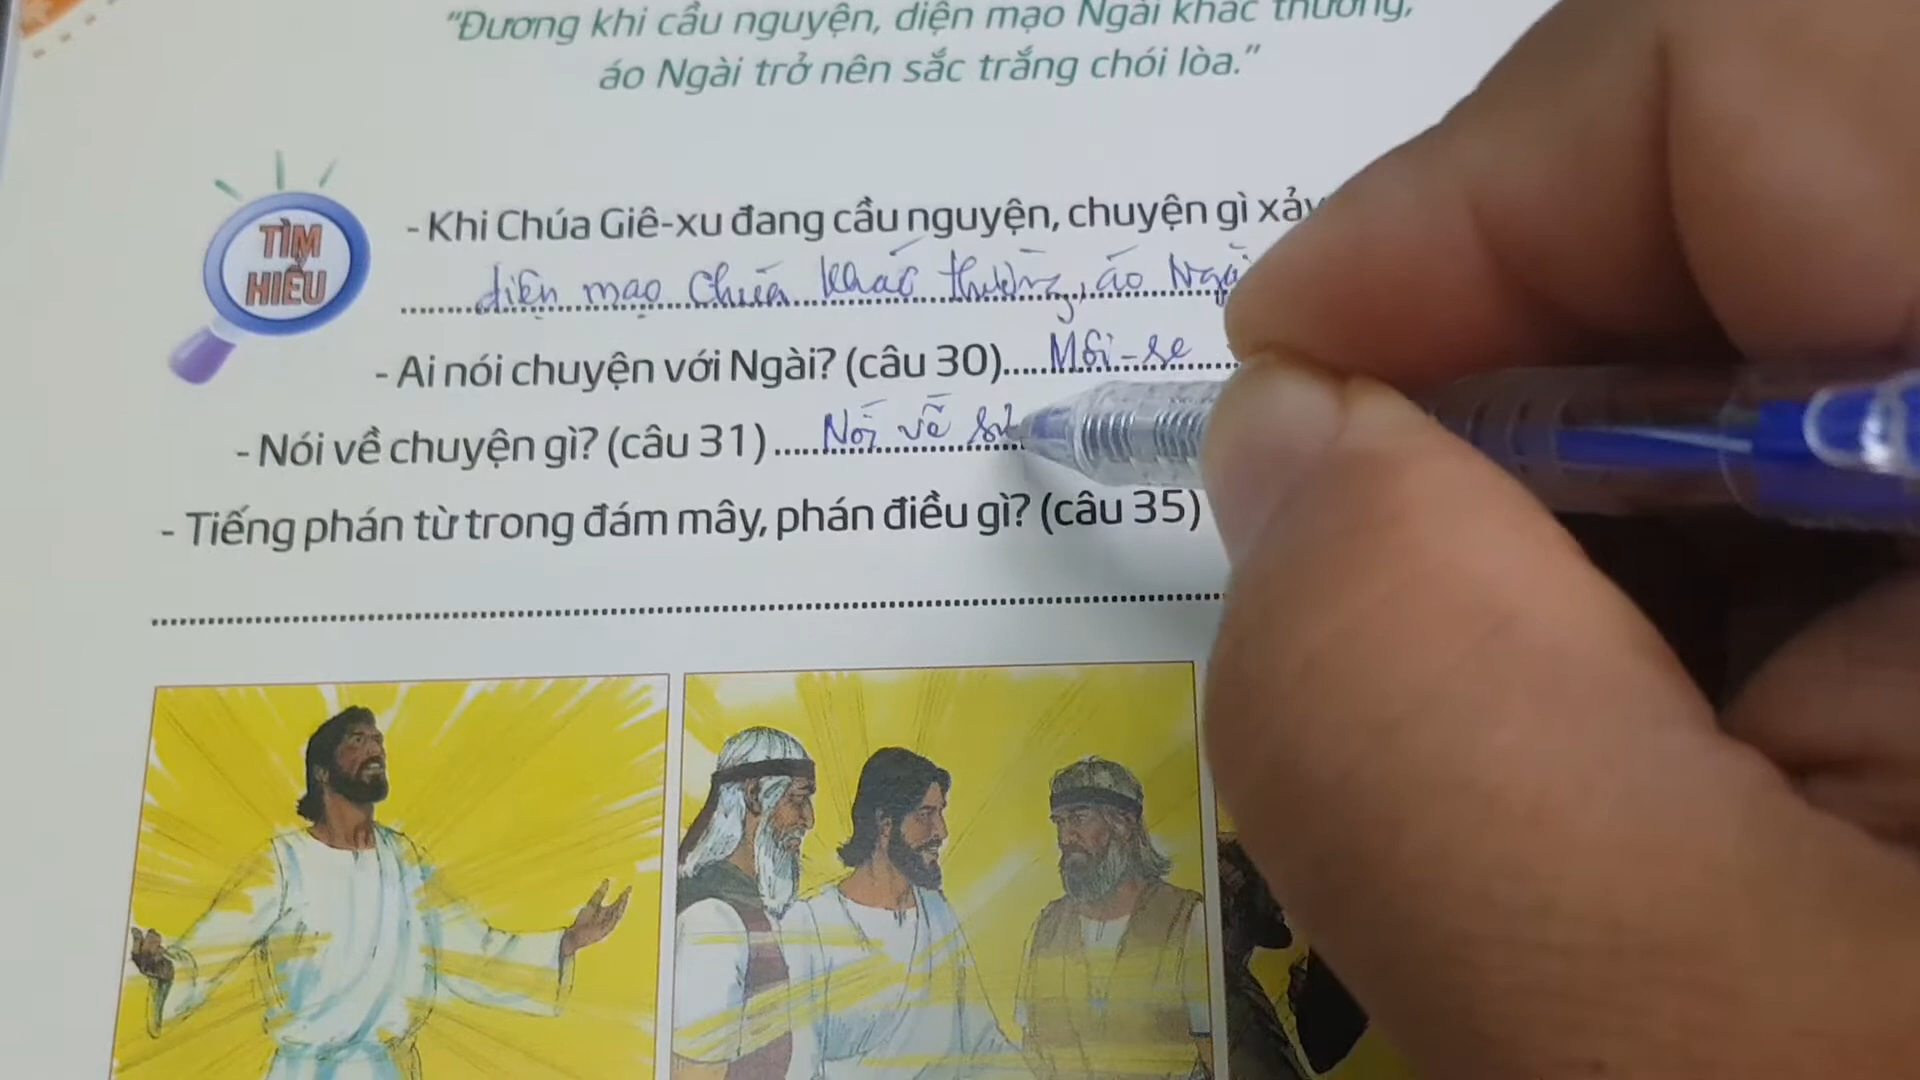 "Đương khi cầu nguyện, diện mạo Ngài khác thường,
áo Ngài trở nên sắc trắng chói lòa."
TÌM
HIỂU
- Khi Chúa Giê-xu đang cầu nguyện, chuyện gì xảy
diện mạo Chúa khác thường, áo Ngài
- Ai nói chuyện với Ngài? (câu 30)..... Môi-se
- Nói về chuyện gì? (câu 31) ..... Nói về sự
- Tiếng phán từ trong đám mây, phán điều gì? (câu 35)